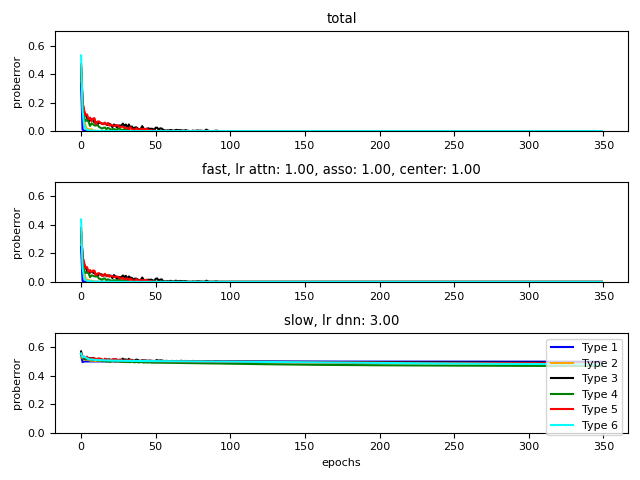 total
proberror
0.6
0.4
0.2
0.0
0 50 100 150 200 250 300 350
fast, lr attn: 1.00, asso: 1.00, center: 1.00
proberror
0.6
0.4
0.2
0.0
0 50 100 150 200 250 300 350
slow, lr dnn: 3.00
proberror
0.6
0.4
0.2
0.0
Type 1
Type 2
Type 3
Type 4
Type 5
Type 6
0 50 100 150 200 250 300 350
epochs